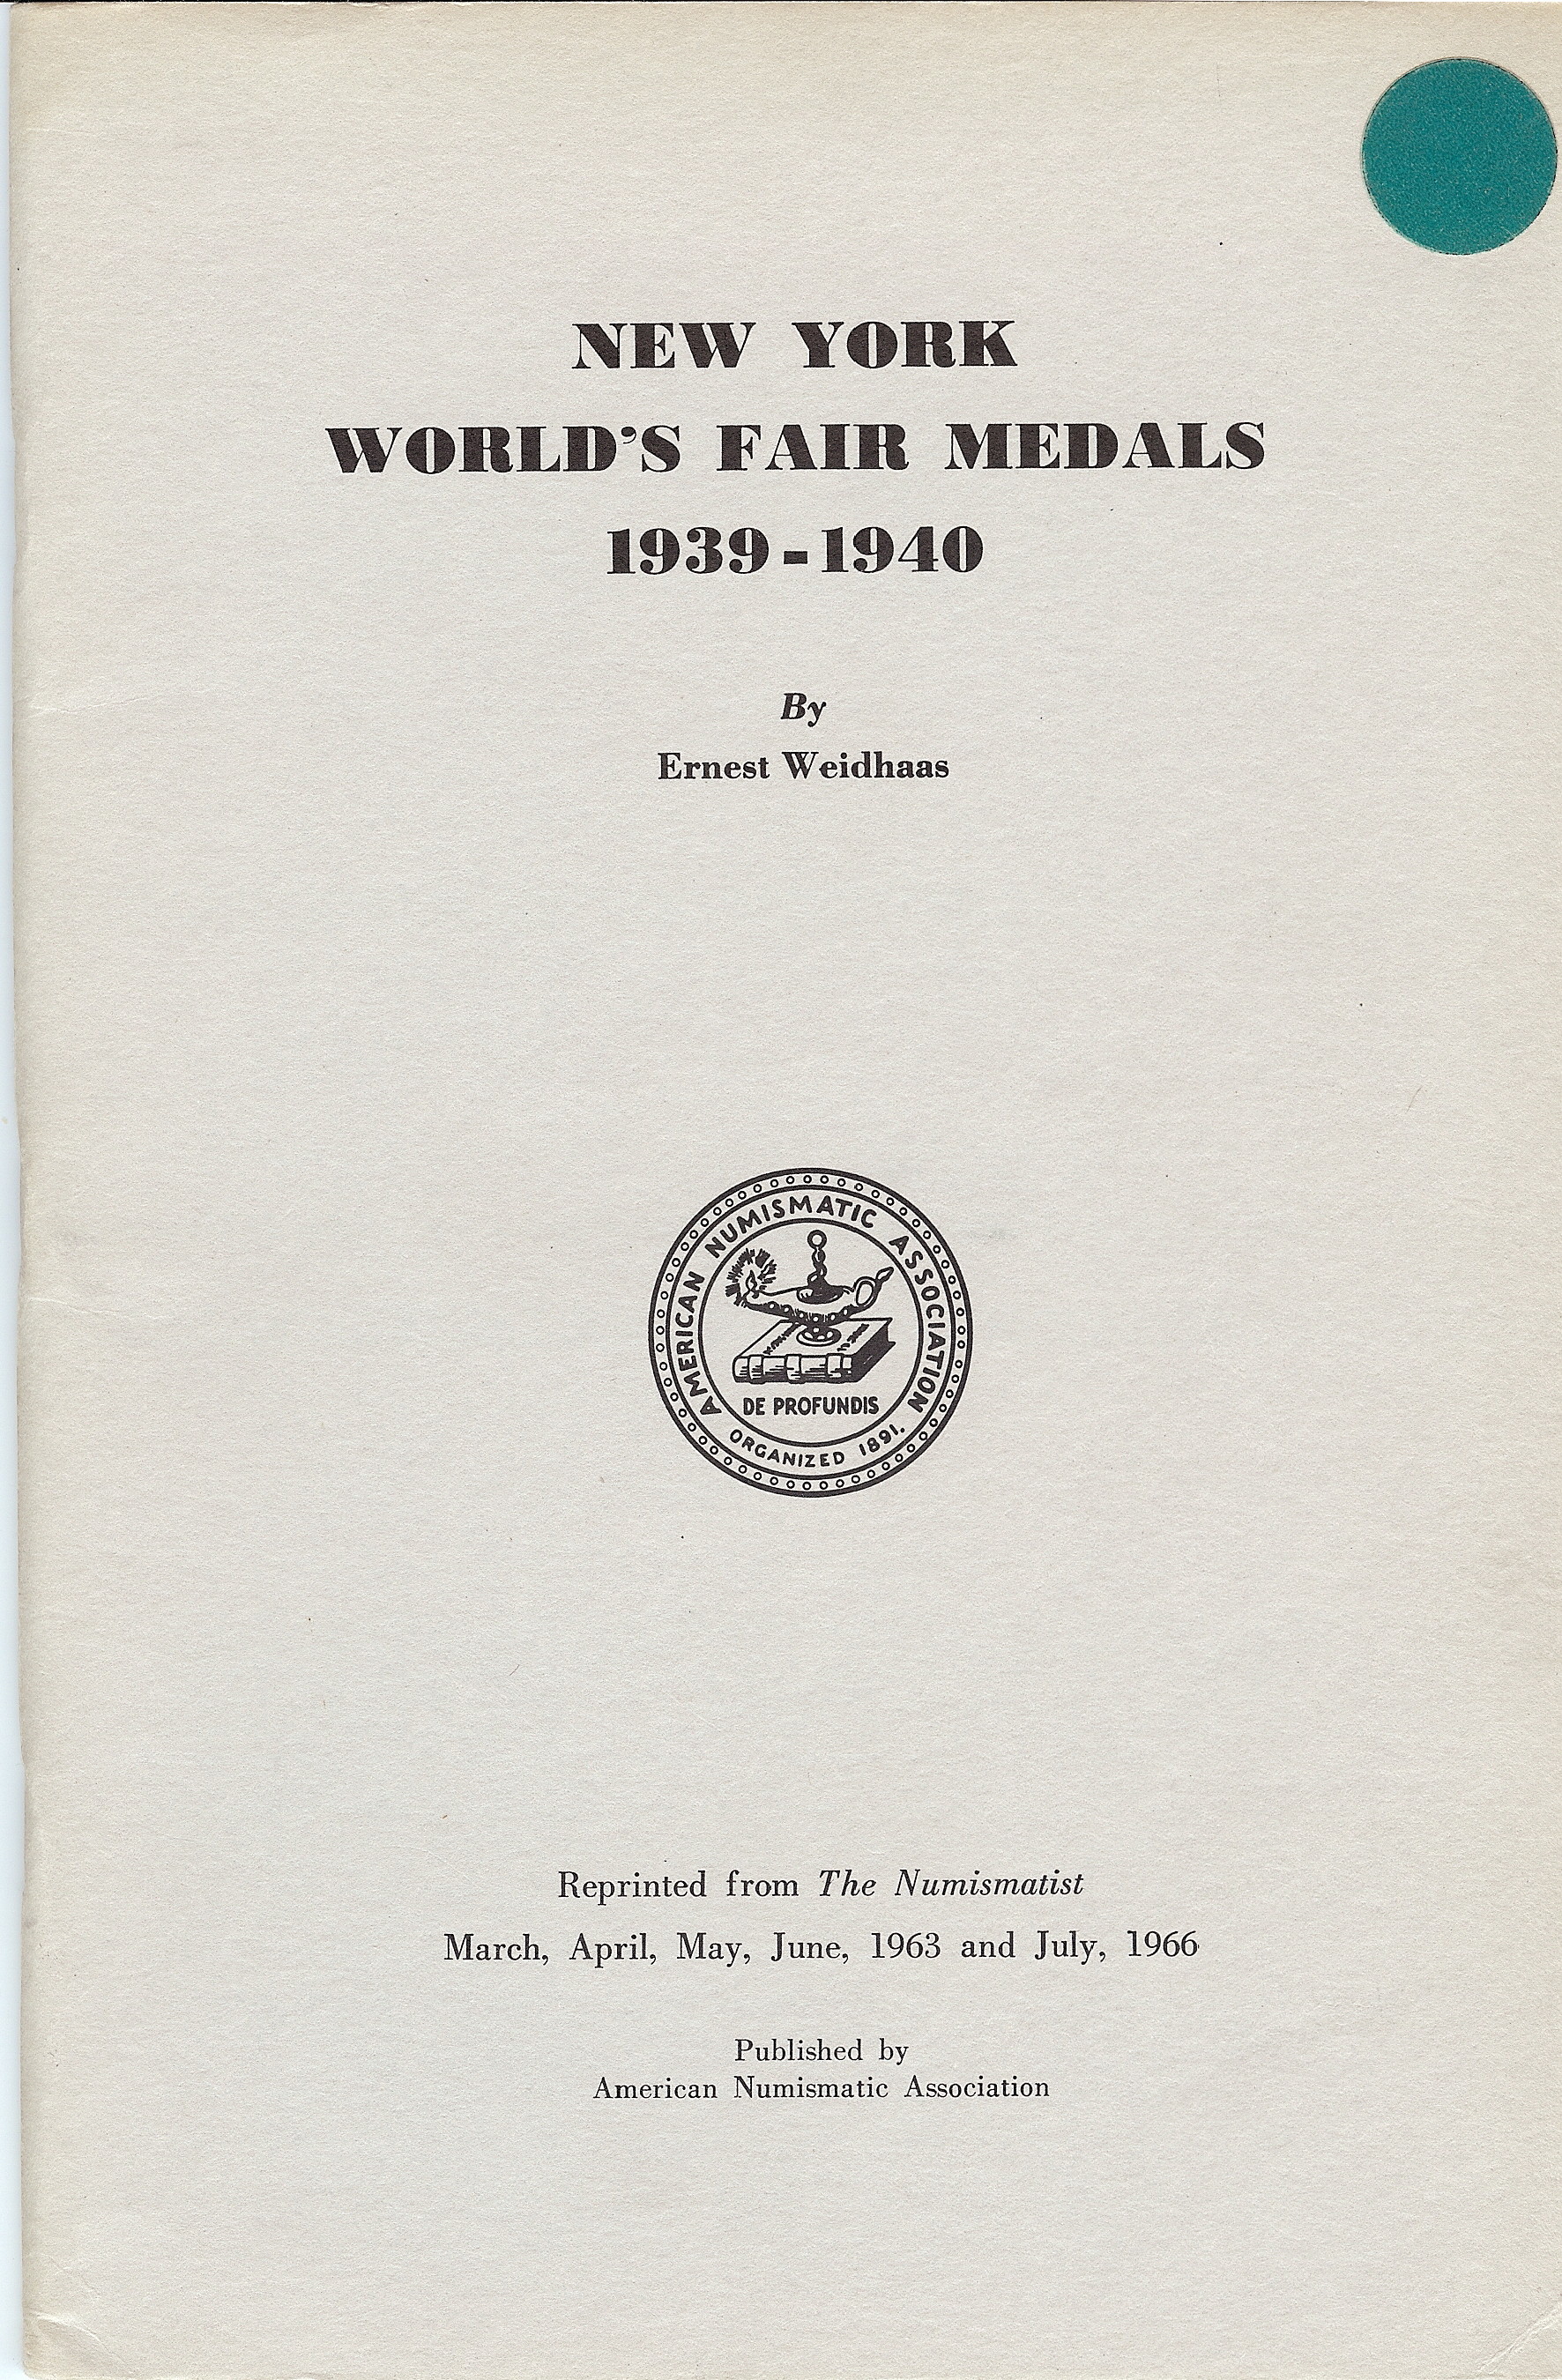 NEW YORK
WORLD'S FAIR MEDALS
1939-1940
By
Ernest Weidhaas
AMERICAN NUMISMATIC ASSOCIATION
DE PROFUNDIS
ORGANIZED 1891.
Reprinted from The Numismatist
March, April, May, June, 1963 and July, 1966
Published by
American Numismatic Association